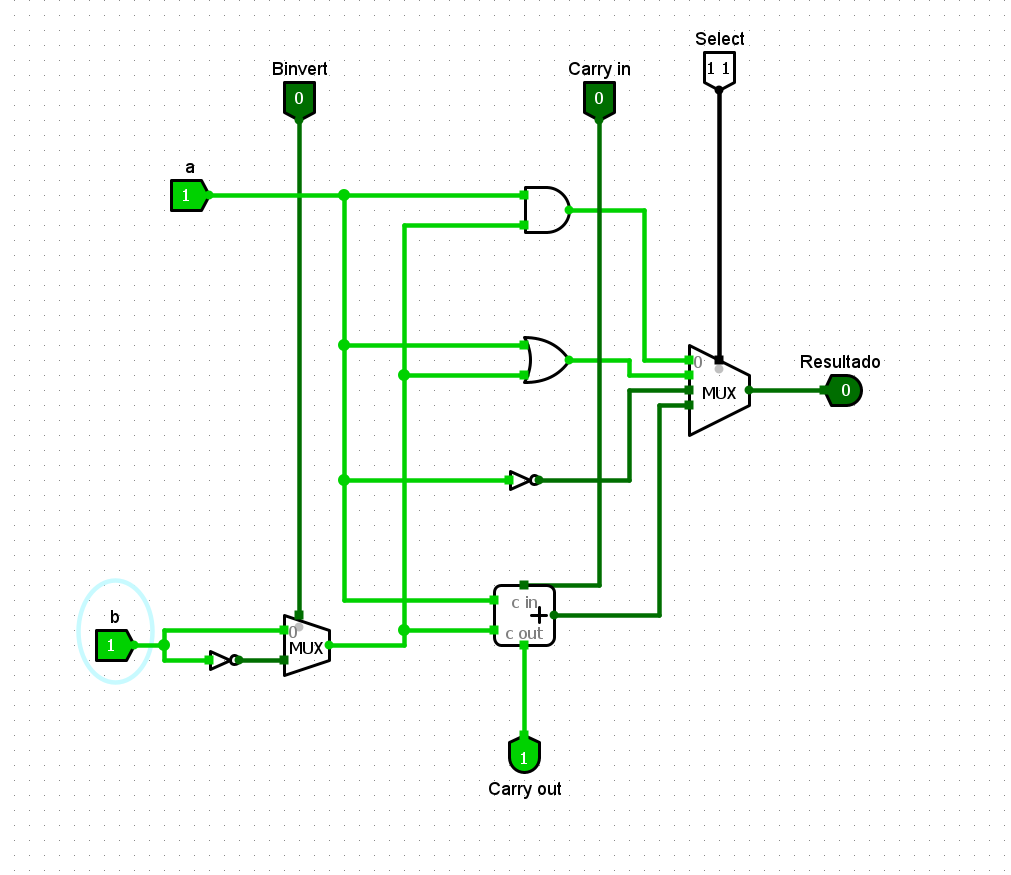 Select
1 1
Binvert
0
Carry in
0
a
1
0
MUX
Resultado
0
b
1
0
MUX
c in
+
c out
1
Carry out